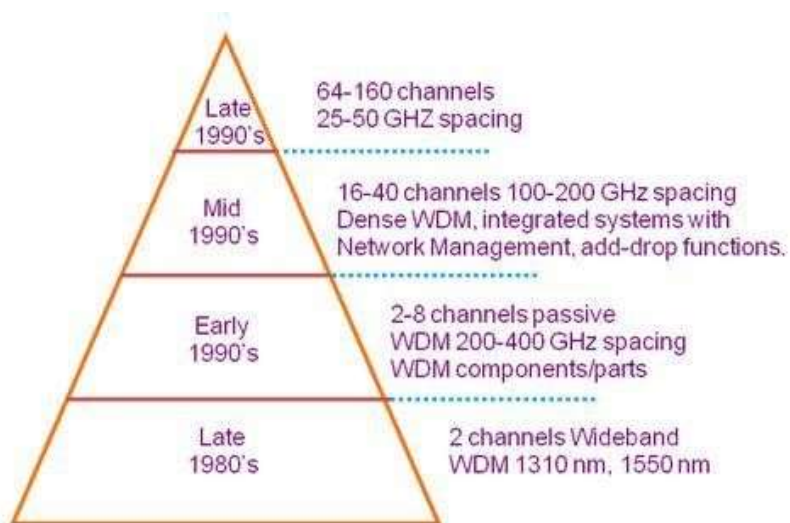 Late
1990's
64-160 channels
25-50 GHZ spacing
Mid
1990's
16-40 channels 100-200 GHz spacing
Dense WDM, integrated systems with
Network Management, add-drop functions.
Early
1990's
2-8 channels passive
WDM 200-400 GHz spacing
WDM components/parts
Late
1980's
2 channels Wideband
WDM 1310 nm, 1550 nm